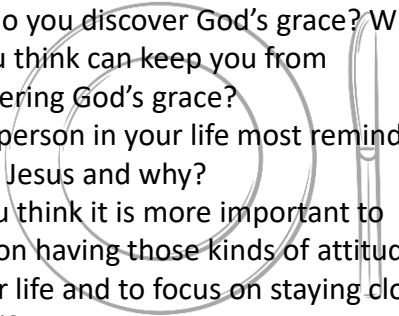 o you discover God’s grace? W
u think can keep you from
ering God’s grace?
person in your life most remind
Jesus and why?
u think it is more important to
on having those kinds of attitud
r life and to focus on staying clo